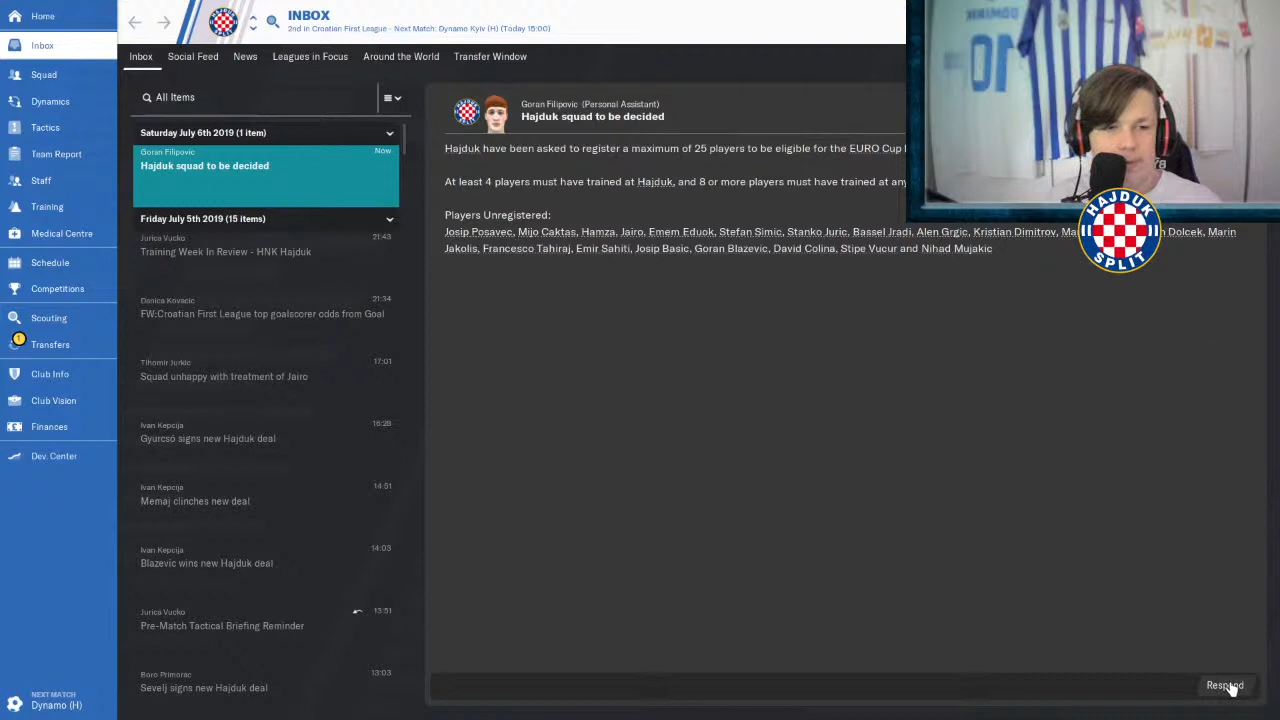 Home
Inbox
Squad
Dynamics
Tactics
Team Report
Staff
Training
Medical Centre
Schedule
Competitions
Scouting
1
Transfers
Club Info
Club Vision
Finances
Dev. Center
NEXT MATCH
Dynamo (H)
INBOX
2nd in Croatian First League - Next Match: Dynamo Kyiv (H) (Today 15:00)
Inbox
Social Feed
News
Leagues in Focus
Around the World
Transfer Window
All Items
Saturday July 6th 2019 (1 item)
Goran Filipovic
Now
Hajduk squad to be decided
Friday July 5th 2019 (15 items)
Jurica Vucko
21:43
Training Week In Review - HNK Hajduk
Danica Kovacic
21:34
FW:Croatian First League top goalscorer odds from Goal
Tihomir Jurkic
17:01
Squad unhappy with treatment of Jairo
Ivan Kepcija
16:28
Gyurcsó signs new Hajduk deal
Ivan Kepcija
14:51
Memaj clinches new deal
Ivan Kepcija
14:03
Blazevic wins new Hajduk deal
Jurica Vucko
13:51
Pre-Match Tactical Briefing Reminder
Boro Primorac
13:03
Sevelj signs new Hajduk deal
Goran Filipovic (Personal Assistant)
Hajduk squad to be decided
Hajduk have been asked to register a maximum of 25 players to be eligible for the EURO Cup
At least 4 players must have trained at Hajduk, and 8 or more players must have trained at any
Players Unregistered:
Josip Posavec, Mijo Caktas, Hamza, Jairo, Emem Eduok, Stefan Simic, Stanko Juric, Bassel Jradi, Alen Grgic, Kristian Dimitrov, Dolcek, Marin
Jakolis, Francesco Tahiraj, Emir Sahiti, Josip Basic, Goran Blazevic, David Colina, Stipe Vucur and Nihad Mujakic
HAJDUK
SPLIT
10
Respond